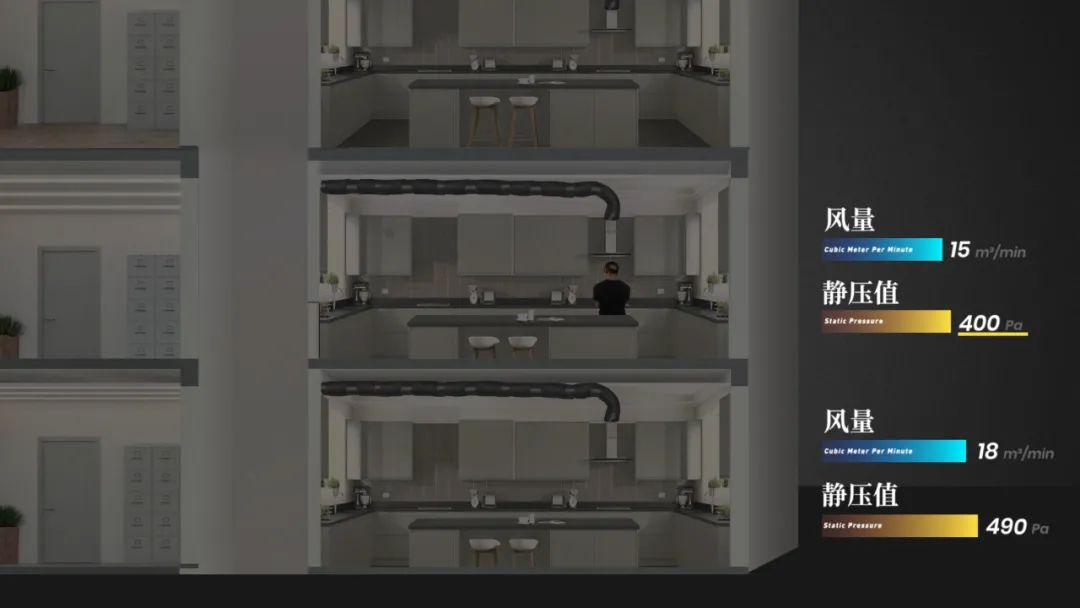 风量
Cubic Meter Per Minute 15 m³/min
静压值
Static Pressure 400 Pa
风量
Cubic Meter Per Minute 18 m³/min
静压值
Static Pressure 490 Pa